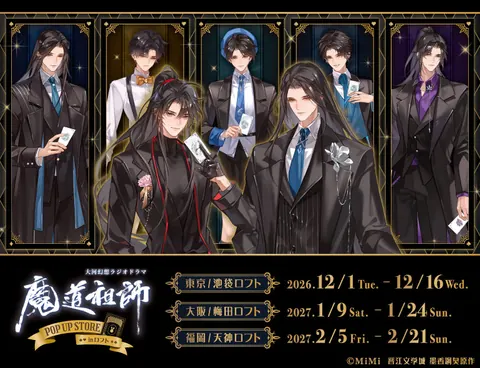 大河幻想ラジオドラマ
魔道祖師
POP UP STORE
inロフト
東京/池袋ロフト 2026.12/1 Tue. - 12/16 Wed.
大阪/梅田ロフト 2027.1/9 Sat. - 1/24 Sun.
福岡/天神ロフト 2027.2/5 Fri. - 2/21 Sun.
©MiMi 晋江文学城 墨香銅臭原作